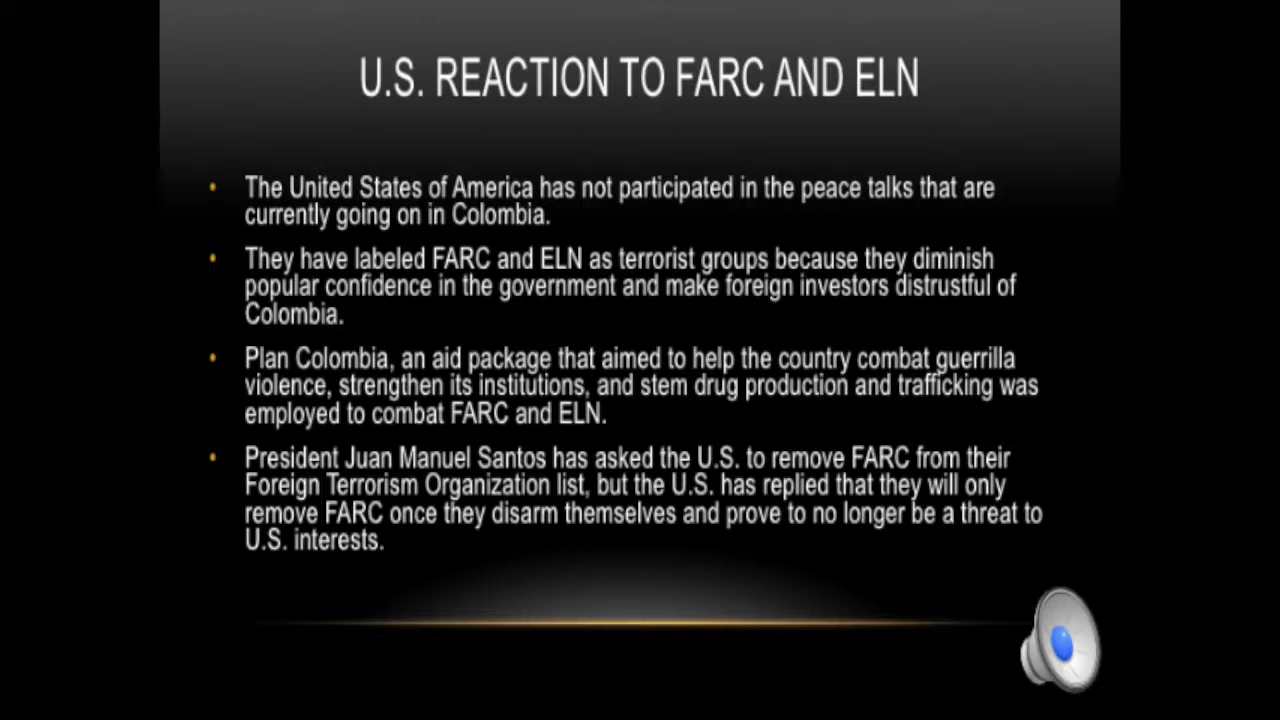 U.S. REACTION TO FARC AND ELN
• The United States of America has not participated in the peace talks that are
currently going on in Colombia.
• They have labeled FARC and ELN as terrorist groups because they diminish
popular confidence in the government and make foreign investors distrustful of
Colombia.
• Plan Colombia, an aid package that aimed to help the country combat guerrilla
violence, strengthen its institutions, and stem drug production and trafficking was
employed to combat FARC and ELN.
• President Juan Manuel Santos has asked the U.S. to remove FARC from their
Foreign Terrorism Organization list, but the U.S. has replied that they will only
remove FARC once they disarm themselves and prove to no longer be a threat to
U.S. interests.